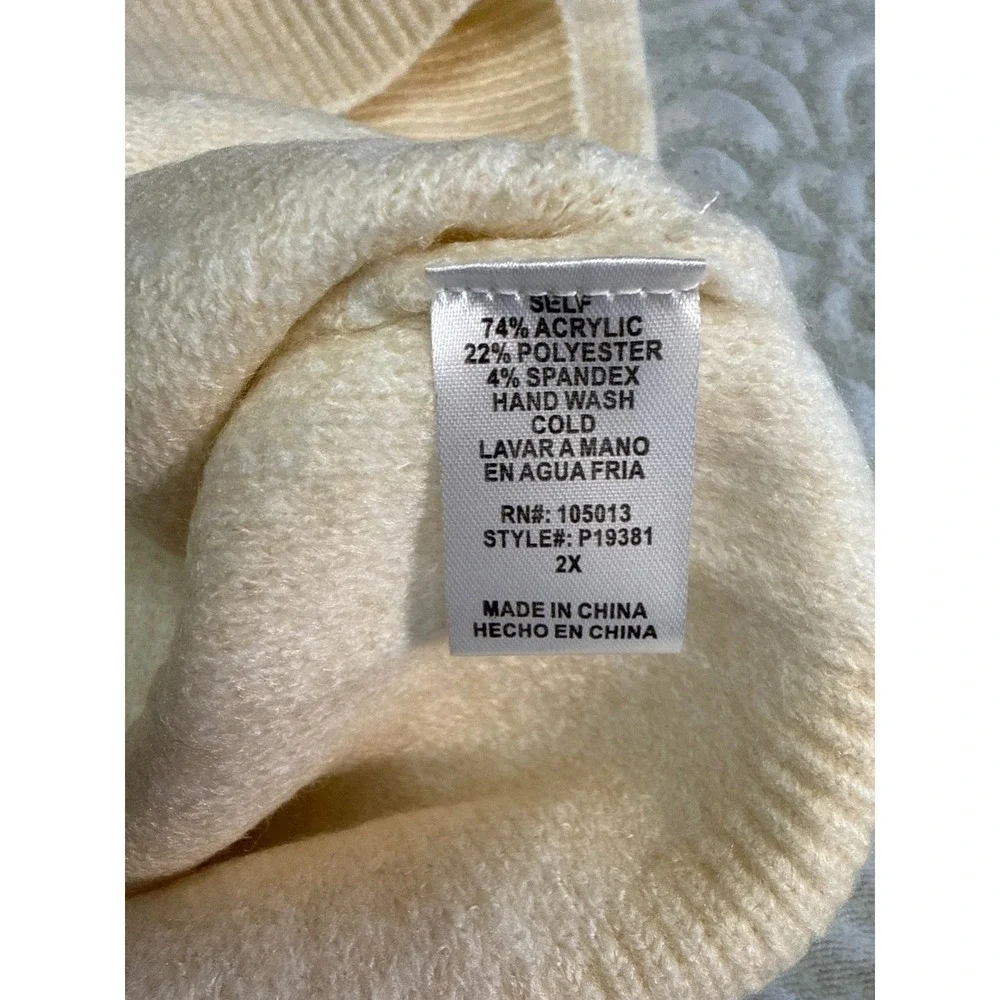 SELF
74% ACRYLIC
22% POLYESTER
4% SPANDEX
HAND WASH
COLD
LAVAR A MANO
EN AGUA FRIA
RN#: 105013
STYLE#: P19381
2X
MADE IN CHINA
HECHO EN CHINA